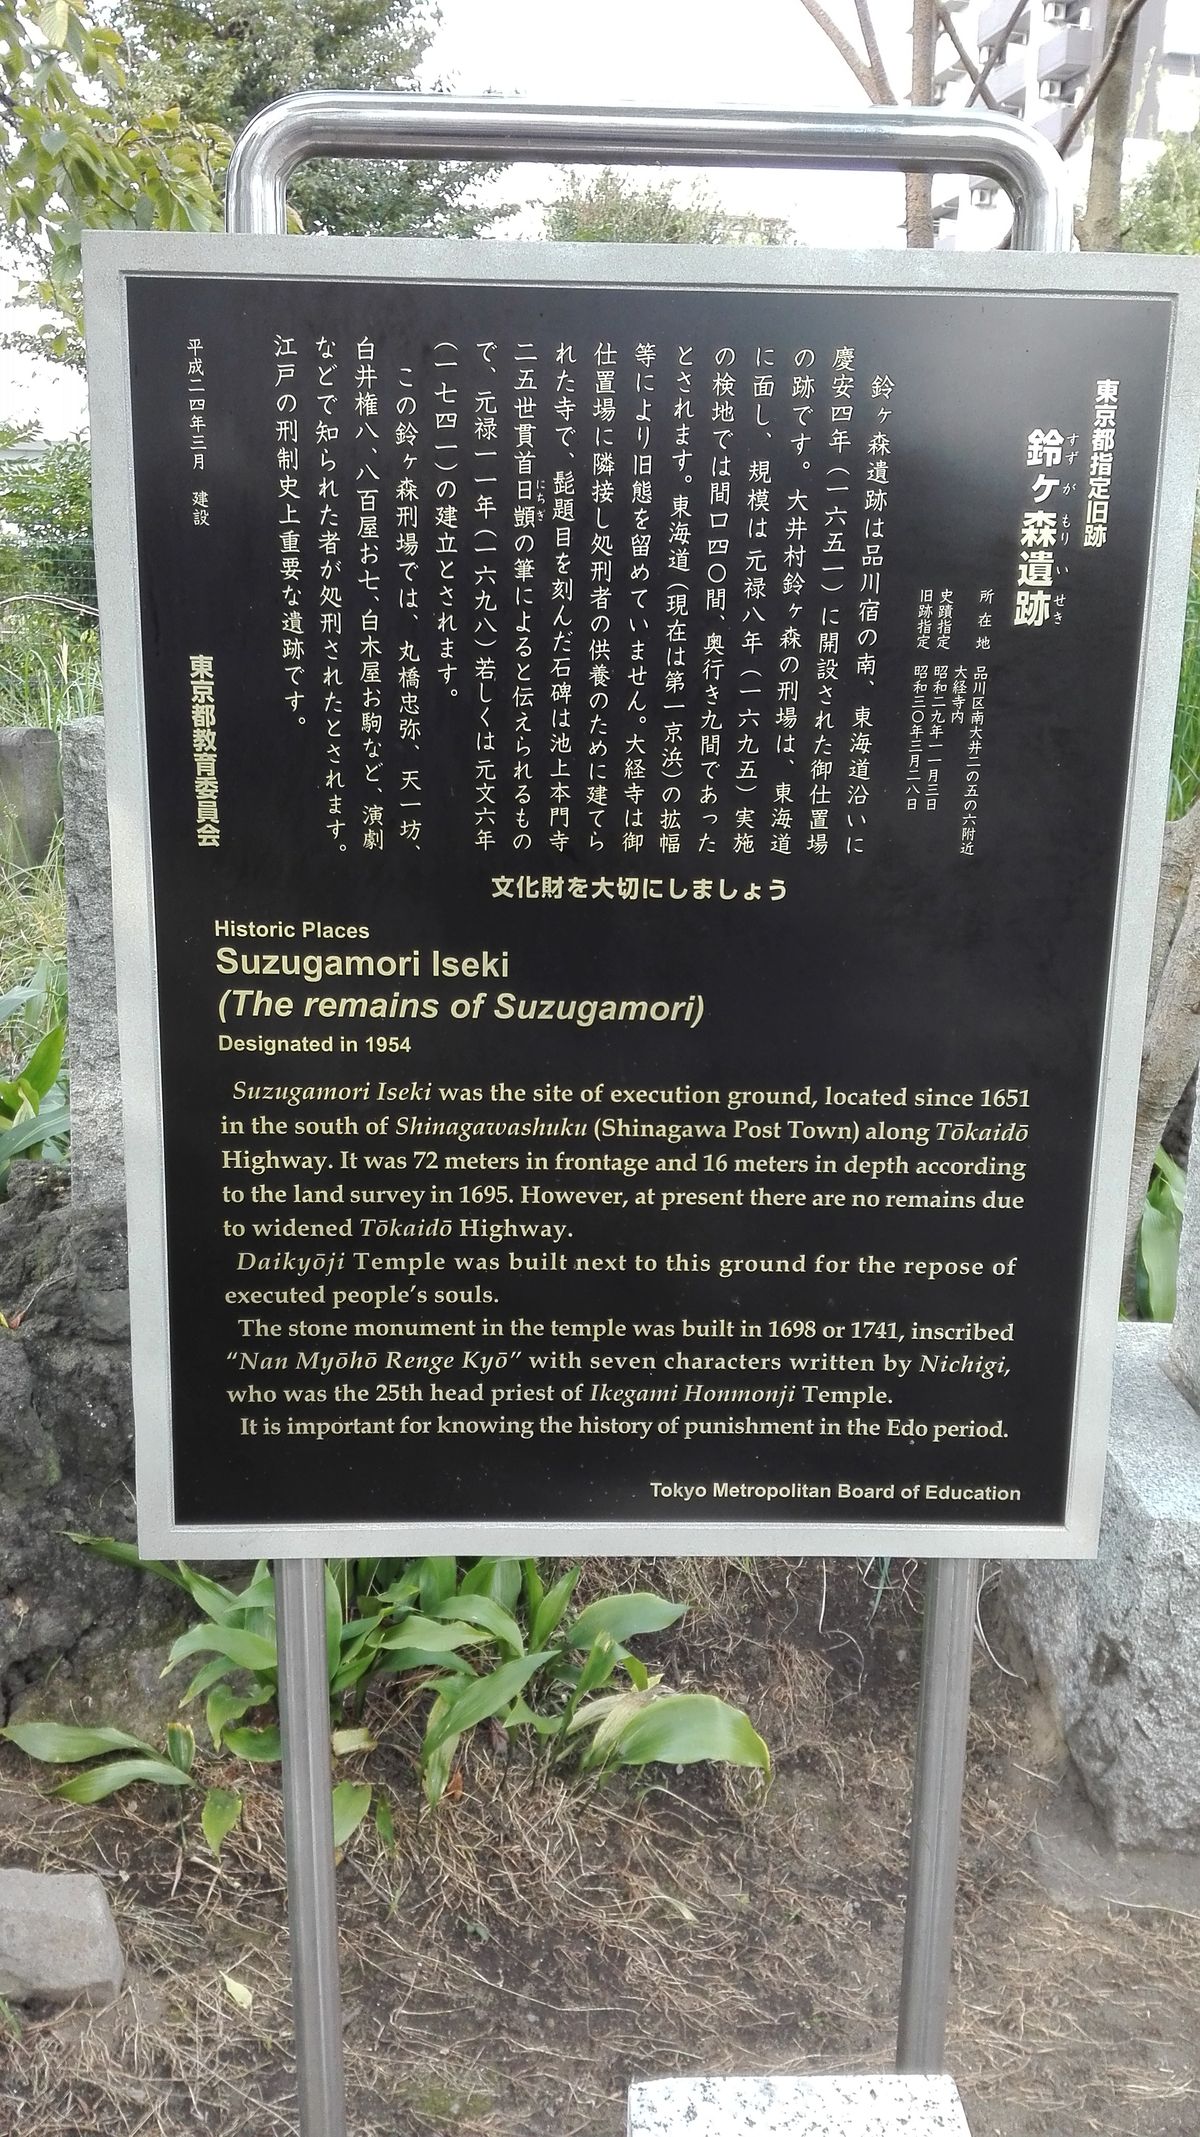 東京都指定旧跡
鈴ヶ森遺跡
すずがもりいせき
所在地 品川区南大井二の五の六附近
大経寺内
史蹟指定 昭和二九年一一月三日
旧跡指定 昭和三〇年三月二八日
鈴ヶ森遺跡は品川宿の南、東海道沿いに
慶安四年(一六五一)に開設された御仕置場
の跡です。大井村鈴ヶ森の刑場は、東海道
に面し、規模は元禄八年(一六九五)実施
の検地では間口四〇間、奥行き九間であった
とされます。東海道(現在は第一京浜)の拡幅
等により旧態を留めていません。大経寺は御
仕置場に隣接し処刑者の供養のために建てら
れた寺で、髭題目を刻んだ石碑は池上本門寺
二五世貫首日顗の筆によると伝えられるもの
にちぎ
で、元禄一一年(一六九八)若しくは元文六年
(一七四一)の建立とされます。
この鈴ヶ森刑場では、丸橋忠弥、天一坊、
白井権八、八百屋お七、白木屋お駒など、演劇
などで知られた者が処刑されたとされます。
江戸の刑制史上重要な遺跡です。
平成二四年三月 建設
東京都教育委員会
文化財を大切にしましょう
Historic Places
Suzugamori Iseki
(The remains of Suzugamori)
Designated in 1954
Suzugamori Iseki was the site of execution ground, located since 1651
in the south of Shinagawashuku (Shinagawa Post Town) along Tōkaidō
Highway. It was 72 meters in frontage and 16 meters in depth according
to the land survey in 1695. However, at present there are no remains due
to widened Tōkaidō Highway.
Daikyōji Temple was built next to this ground for the repose of
executed people's souls.
The stone monument in the temple was built in 1698 or 1741, inscribed
“Nan Myōhō Renge Kyō” with seven characters written by Nichigi,
who was the 25th head priest of Ikegami Honmonji Temple.
It is important for knowing the history of punishment in the Edo period.
Tokyo Metropolitan Board of Education